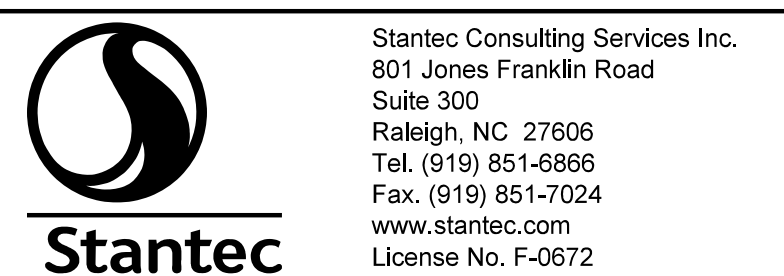 Stantec
Stantec Consulting Services Inc.
801 Jones Franklin Road
Suite 300
Raleigh, NC  27606
Tel. (919) 851-6866
Fax. (919) 851-7024
www.stantec.com
License No. F-0672